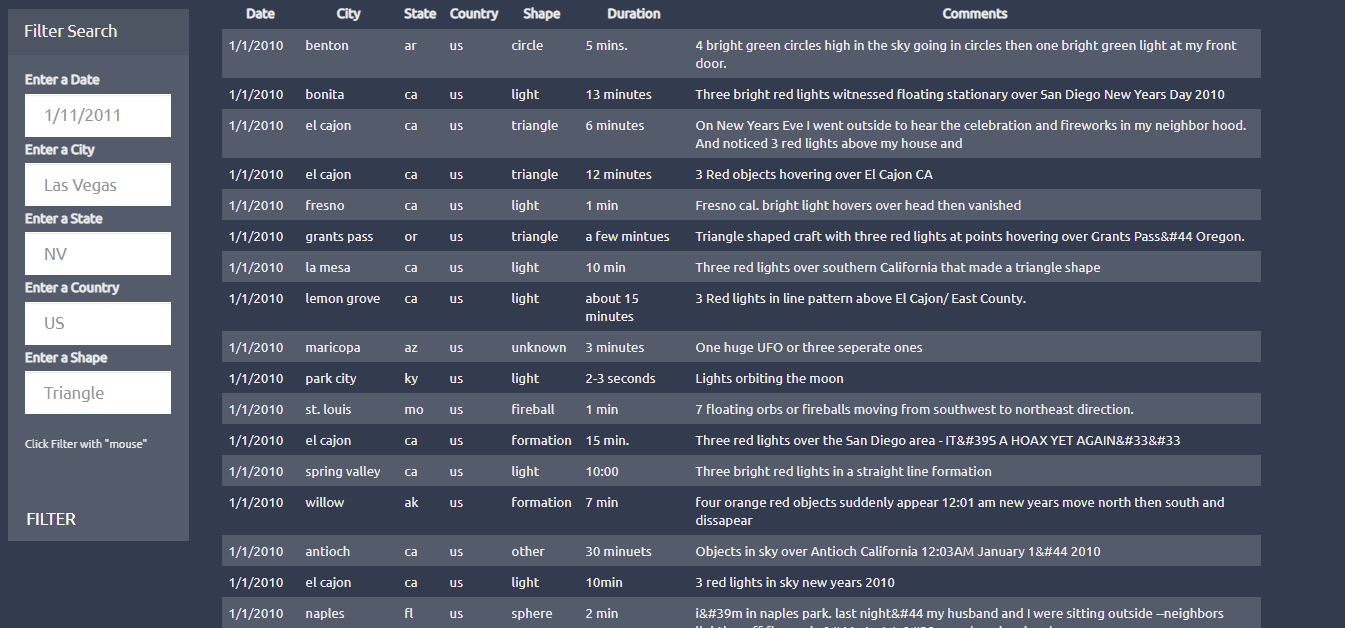 Filter Search
Enter a Date
1/11/2011
Enter a City
Las Vegas
Enter a State
NV
Enter a Country
US
Enter a Shape
Triangle
Click Filter with "mouse"
FILTER
Date City State Country Shape Duration Comments
1/1/2010 benton ar us circle 5 mins. 4 bright green circles high in the sky going in circles then one bright green light at my front
door.
1/1/2010 bonita ca us light 13 minutes Three bright red lights witnessed floating stationary over San Diego New Years Day 2010
1/1/2010 el cajon ca us triangle 6 minutes On New Years Eve I went outside to hear the celebration and fireworks in my neighbor hood.
And noticed 3 red lights above my house and
1/1/2010 el cajon ca us triangle 12 minutes 3 Red objects hovering over El Cajon CA
1/1/2010 fresno ca us light 1 min Fresno cal. bright light hovers over head then vanished
1/1/2010 grants pass or us triangle a few mintues Triangle shaped craft with three red lights at points hovering over Grants Pass&#44 Oregon.
1/1/2010 la mesa ca us light 10 min Three red lights over southern California that made a triangle shape
1/1/2010 lemon grove ca us light about 15 3 Red lights in line pattern above El Cajon/ East County.
minutes
1/1/2010 maricopa az us unknown 3 minutes One huge UFO or three seperate ones
1/1/2010 park city ky us light 2-3 seconds Lights orbiting the moon
1/1/2010 st. louis mo us fireball 1 min 7 floating orbs or fireballs moving from southwest to northeast direction.
1/1/2010 el cajon ca us formation 15 min. Three red lights over the San Diego area - IT&#39S A HOAX YET AGAIN&#33&#33
1/1/2010 spring valley ca us light 10:00 Three bright red lights in a straight line formation
1/1/2010 willow ak us formation 7 min four orange red objects suddenly appear 12:01 am new years move north then south and
dissapear
1/1/2010 antioch ca us other 30 minuets Objects in sky over Antioch California 12:03AM January 1&#44 2010
1/1/2010 el cajon ca us light 10min 3 red lights in sky new years 2010
1/1/2010 naples fl us sphere 2 min i&#39m in naples park. last night&#44 my husband and I were sitting outside --neighbors